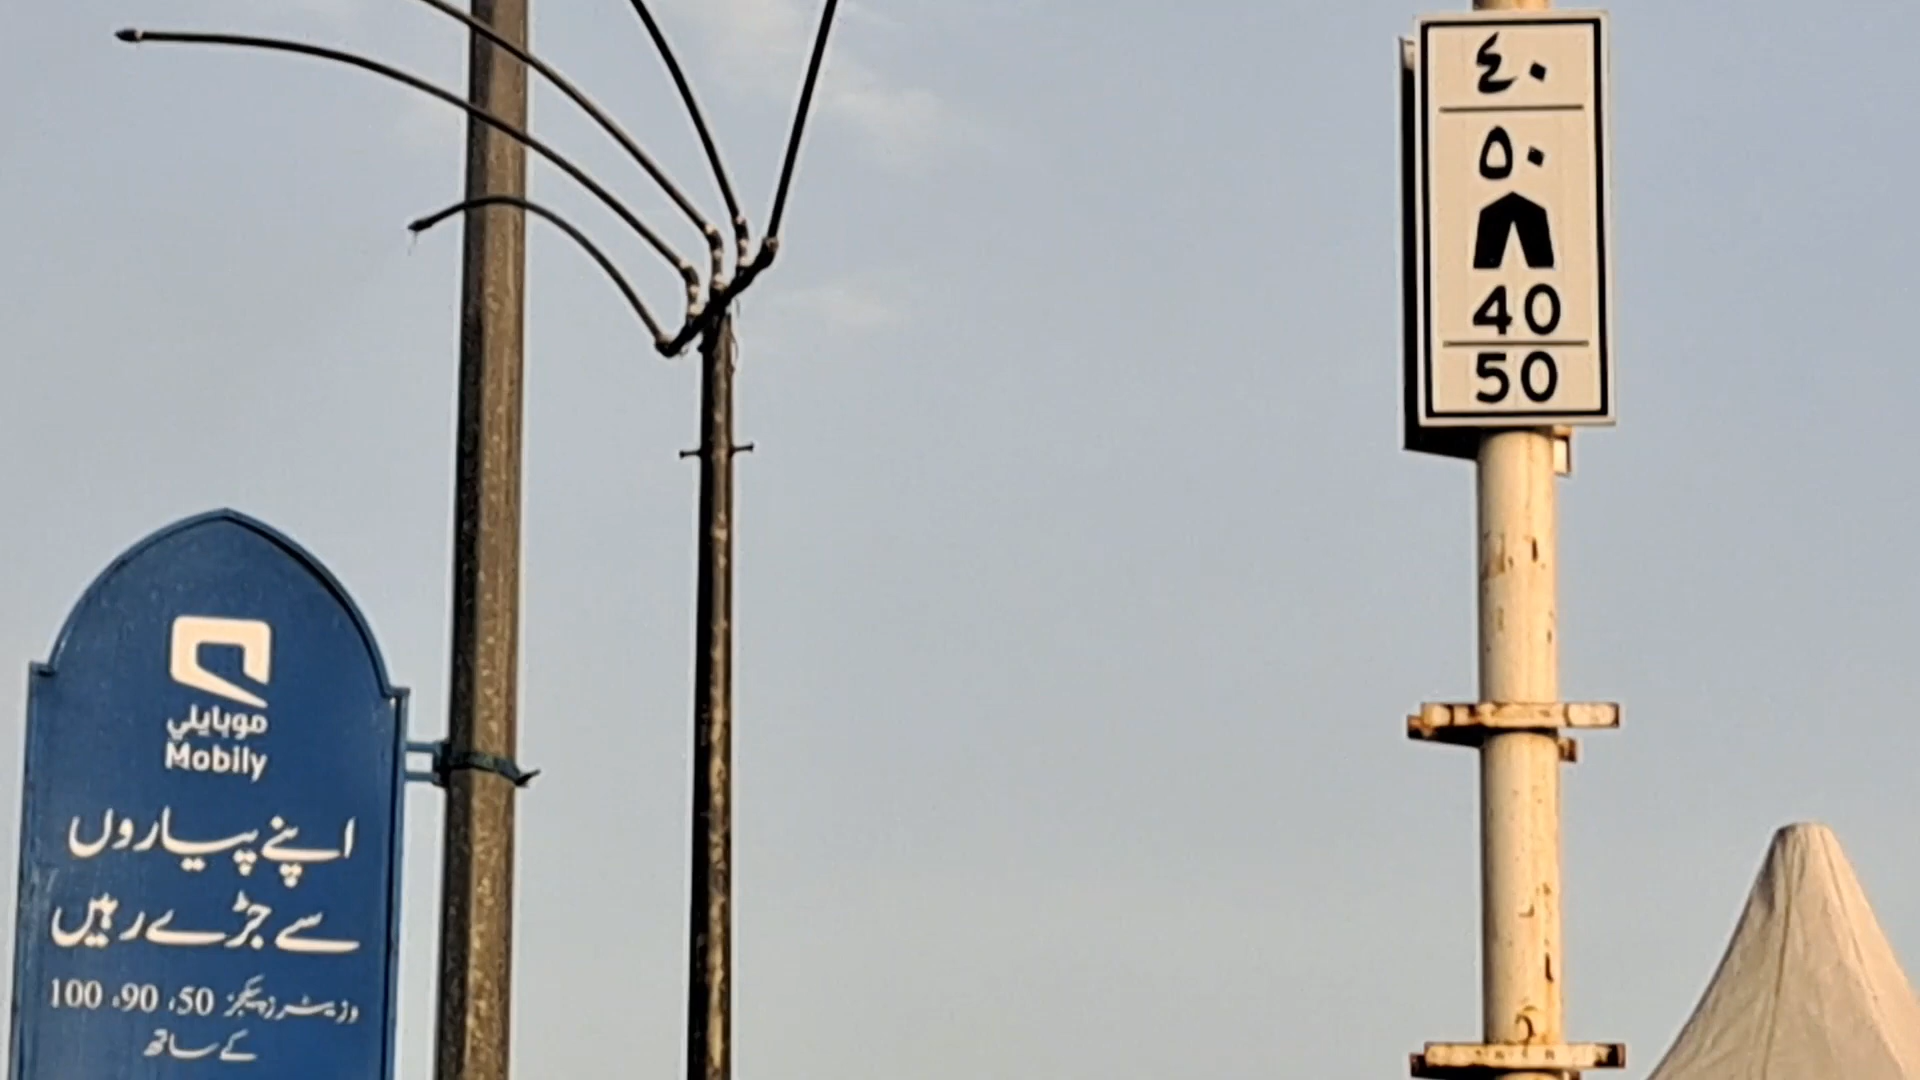 موبايلي
Mobily
اپنے پیاروں
سے جڑے رہیں
وزیٹرز پیکجز 50، 90، 100
کے ساتھ
٤٠
٥٠
40
50